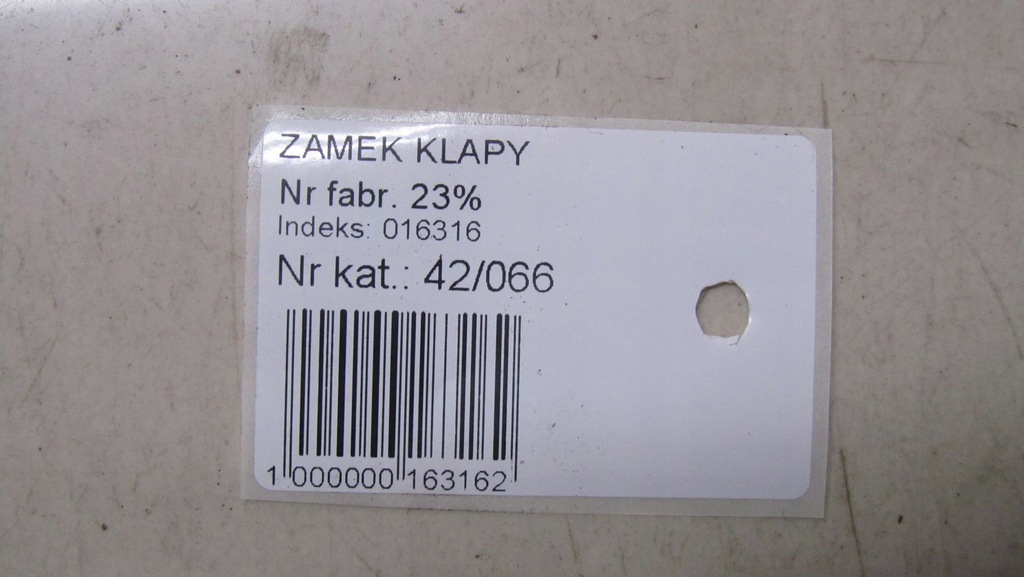 ZAMEK KLAPY
Nr fabr. 23%
Indeks: 016316
Nr kat.: 42/066
1 000000 163162